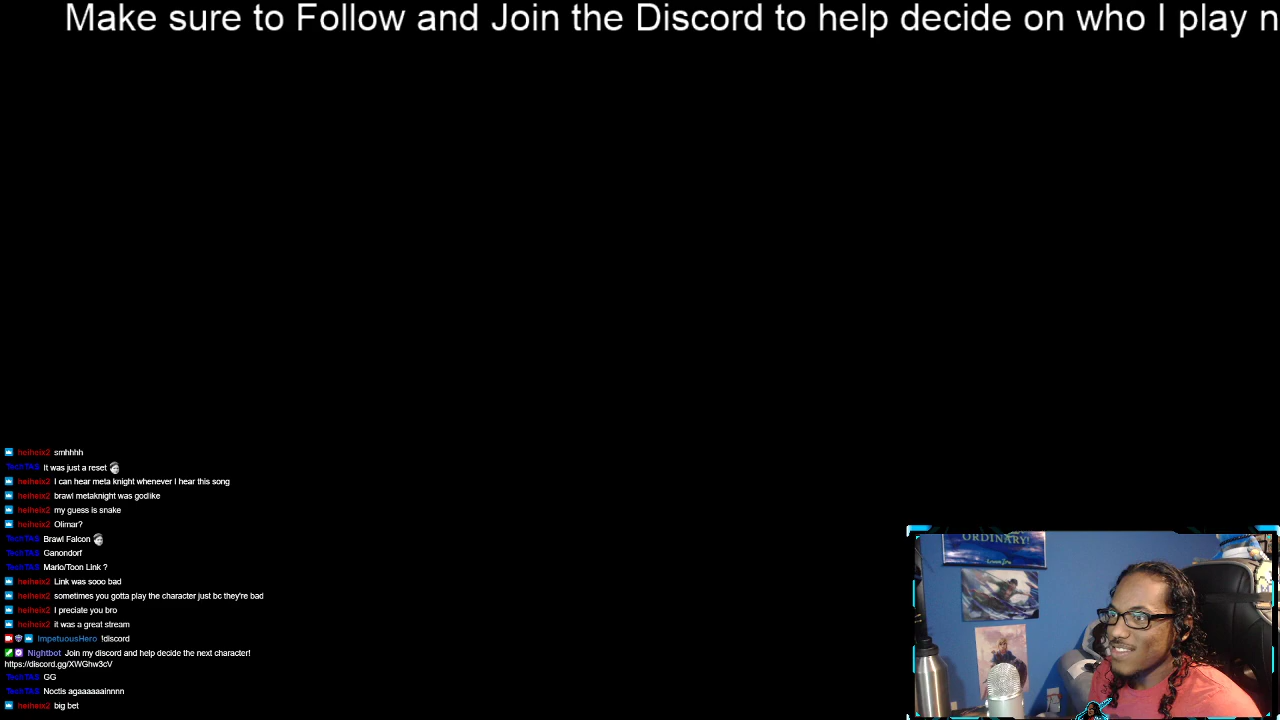 Make sure to Follow and Join the Discord to help decide on who I play n
heiheix2 smhhhh
TechTAS It was just a reset
heiheix2 I can hear meta knight whenever I hear this song
heiheix2 brawl metaknight was godlike
heiheix2 my guess is snake
heiheix2 Olimar?
TechTAS Brawl Falcon
TechTAS Ganondorf
TechTAS Mario/Toon Link ?
heiheix2 Link was sooo bad
heiheix2 sometimes you gotta play the character just bc they're bad
heiheix2 I preciate you bro
heiheix2 it was a great stream
ImpetuousHero !discord
Nightbot Join my discord and help decide the next character!
https://discord.gg/XWGhw3cV
TechTAS GG
TechTAS Noctis agaaaaaainnnn
heiheix2 big bet
ORDINARY!